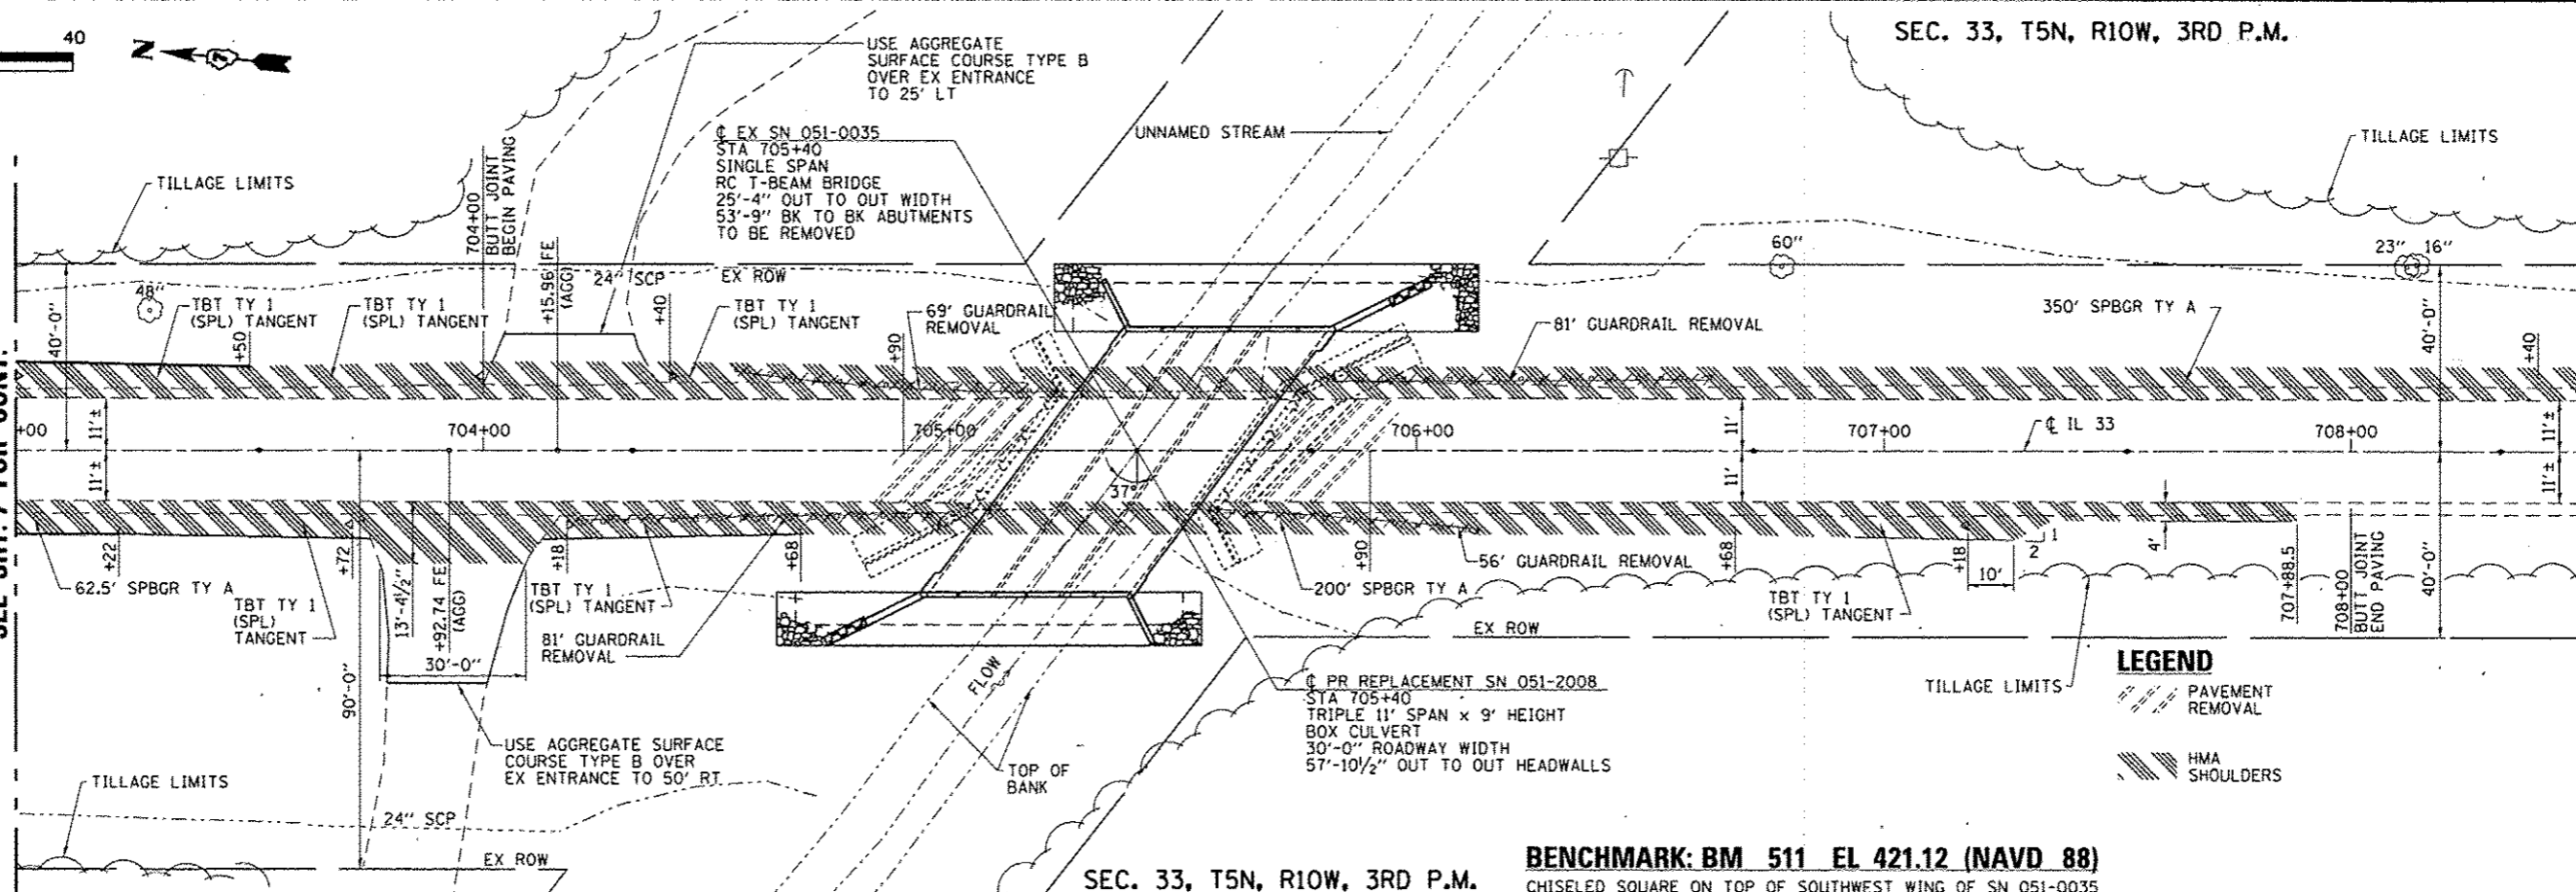 40
N
SEC. 33, T5N, R10W, 3RD P.M.
USE AGGREGATE
SURFACE COURSE TYPE B
OVER EX ENTRANCE
TO 25' LT
℄ EX SN 051-0035
STA 705+40
SINGLE SPAN
RC T-BEAM BRIDGE
25'-4" OUT TO OUT WIDTH
53'-9" BK TO BK ABUTMENTS
TO BE REMOVED
UNNAMED STREAM
TILLAGE LIMITS
TILLAGE LIMITS
704+00
BUTT JOINT
BEGIN PAVING
+15.96 FE
(AGG)
24" SCP
EX ROW
60"
23" 16"
48"
TBT TY 1
(SPL) TANGENT
TBT TY 1
(SPL) TANGENT
TBT TY 1
(SPL) TANGENT
+50
+40
69' GUARDRAIL
REMOVAL
+90
81' GUARDRAIL REMOVAL
350' SPBGR TY A
40'-0"
40'-0"
+40
+00
11'±
11'±
704+00
705+00
706+00
707+00
708+00
℄ IL 33
11'
11'
11'±
11'±
37°
62.5' SPBGR TY A
+22
+72
TBT TY 1
(SPL)
TANGENT
13'-4 1/2"
+92.74 FE
(AGG)
30'-0"
90'-0"
+18
TBT TY 1
(SPL) TANGENT
+68
81' GUARDRAIL
REMOVAL
200' SPBGR TY A
+90
56' GUARDRAIL REMOVAL
+68
TBT TY 1
(SPL) TANGENT
+18
10'
1
2
4'
707+88.5
708+00
BUTT JOINT
END PAVING
40'-0"
EX ROW
TILLAGE LIMITS
FLOW
TOP OF
BANK
℄ PR REPLACEMENT SN 051-2008
STA 705+40
TRIPLE 11' SPAN x 9' HEIGHT
BOX CULVERT
30'-0" ROADWAY WIDTH
57'-10 1/2" OUT TO OUT HEADWALLS
LEGEND
PAVEMENT
REMOVAL
HMA
SHOULDERS
USE AGGREGATE SURFACE
COURSE TYPE B OVER
EX ENTRANCE TO 50' RT
TILLAGE LIMITS
24" SCP
EX ROW
SEC. 33, T5N, R10W, 3RD P.M.
BENCHMARK: BM 511 EL 421.12 (NAVD 88)
CHISELED SQUARE ON TOP OF SOUTHWEST WING OF SN 051-0035